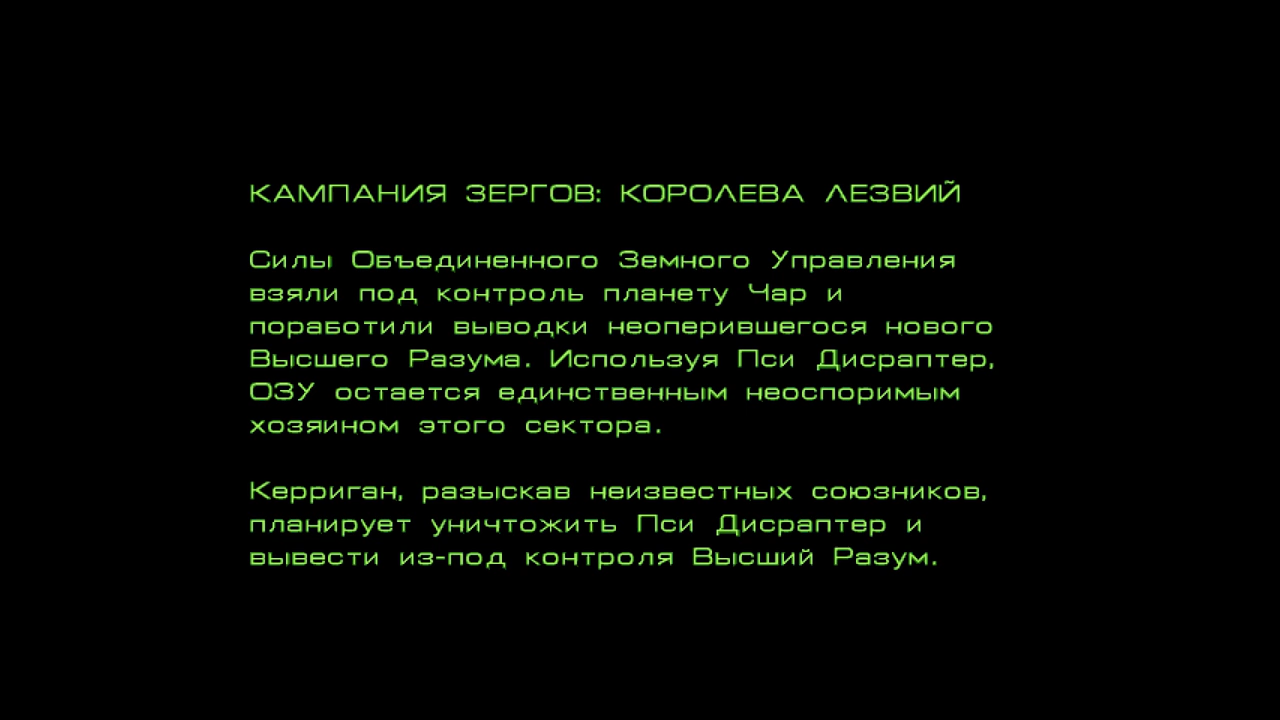 КАМПАНИЯ ЗЕРГОВ: КОРОЛЕВА ЛЕЗВИЙ
Силы Объединенного Земного Управления
взяли под контроль планету Чар и
поработили выводки неоперившегося нового
Высшего Разума. Используя Пси Дисраптер,
ОЗУ остается единственным неоспоримым
хозяином этого сектора.
Керриган, разыскав неизвестных союзников,
планирует уничтожить Пси Дисраптер и
вывести из-под контроля Высший Разум.